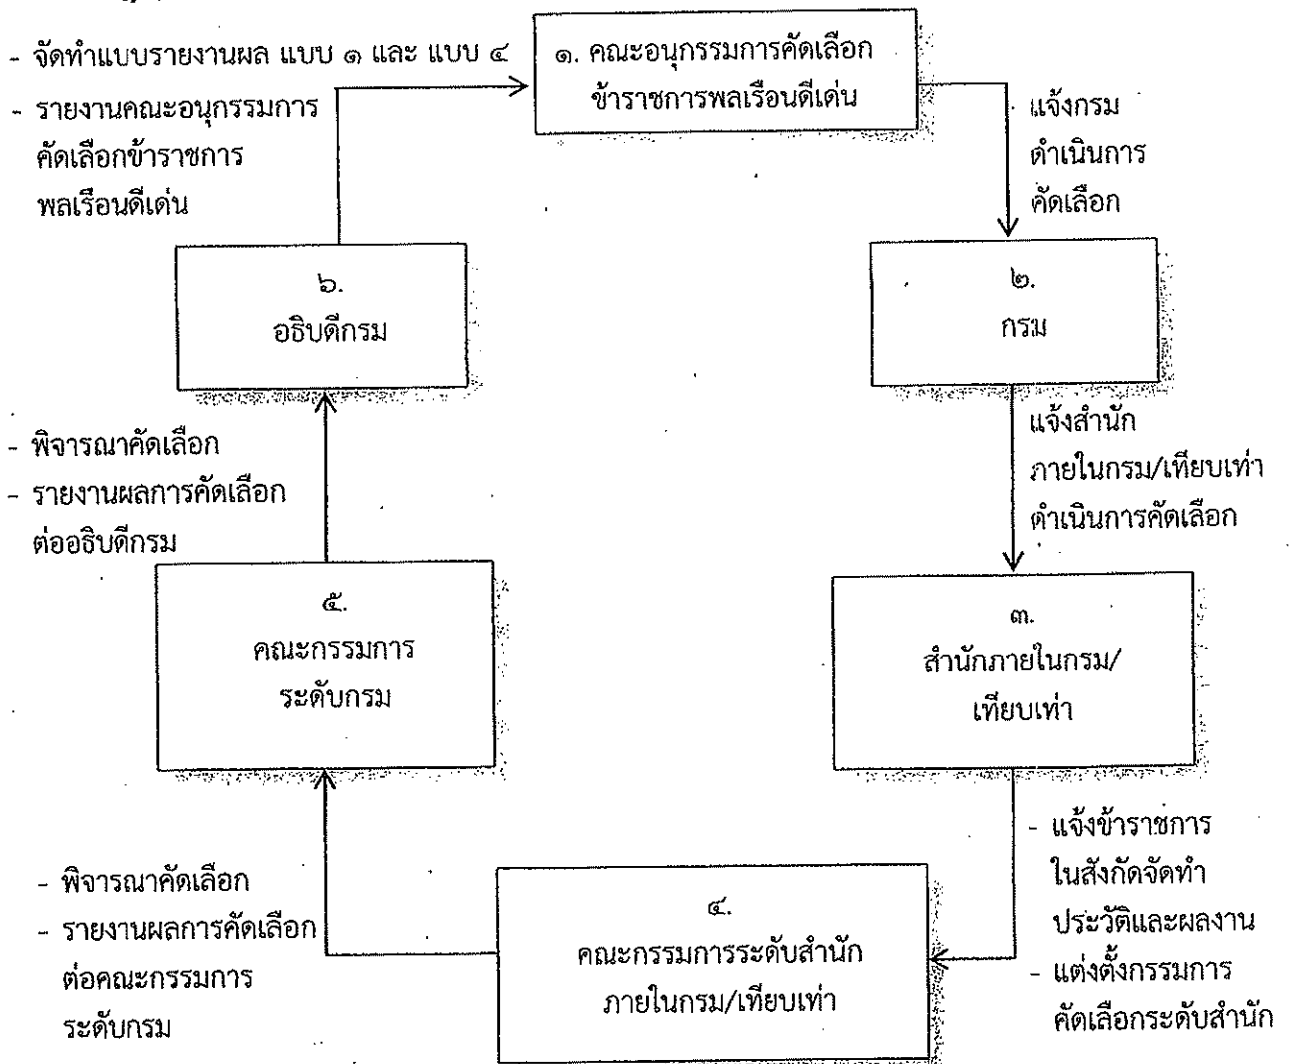 - จัดทำแบบรายงานผล แบบ ๑ และ แบบ ๔
- รายงานคณะอนุกรรมการ
คัดเลือกข้าราชการ
พลเรือนดีเด่น
๑. คณะอนุกรรมการคัดเลือก
ข้าราชการพลเรือนดีเด่น
แจ้งกรม
ดำเนินการ
คัดเลือก
๒.
กรม
แจ้งสำนัก
ภายในกรม/เทียบเท่า
ดำเนินการคัดเลือก
๓.
สำนักภายในกรม/
เทียบเท่า
- แจ้งข้าราชการ
ในสังกัดจัดทำ
ประวัติและผลงาน
- แต่งตั้งกรรมการ
คัดเลือกระดับสำนัก
๔.
คณะกรรมการระดับสำนัก
ภายในกรม/เทียบเท่า
- พิจารณาคัดเลือก
- รายงานผลการคัดเลือก
ต่อคณะกรรมการ
ระดับกรม
๕.
คณะกรรมการ
ระดับกรม
- พิจารณาคัดเลือก
- รายงานผลการคัดเลือก
ต่ออธิบดีกรม
๖.
อธิบดีกรม